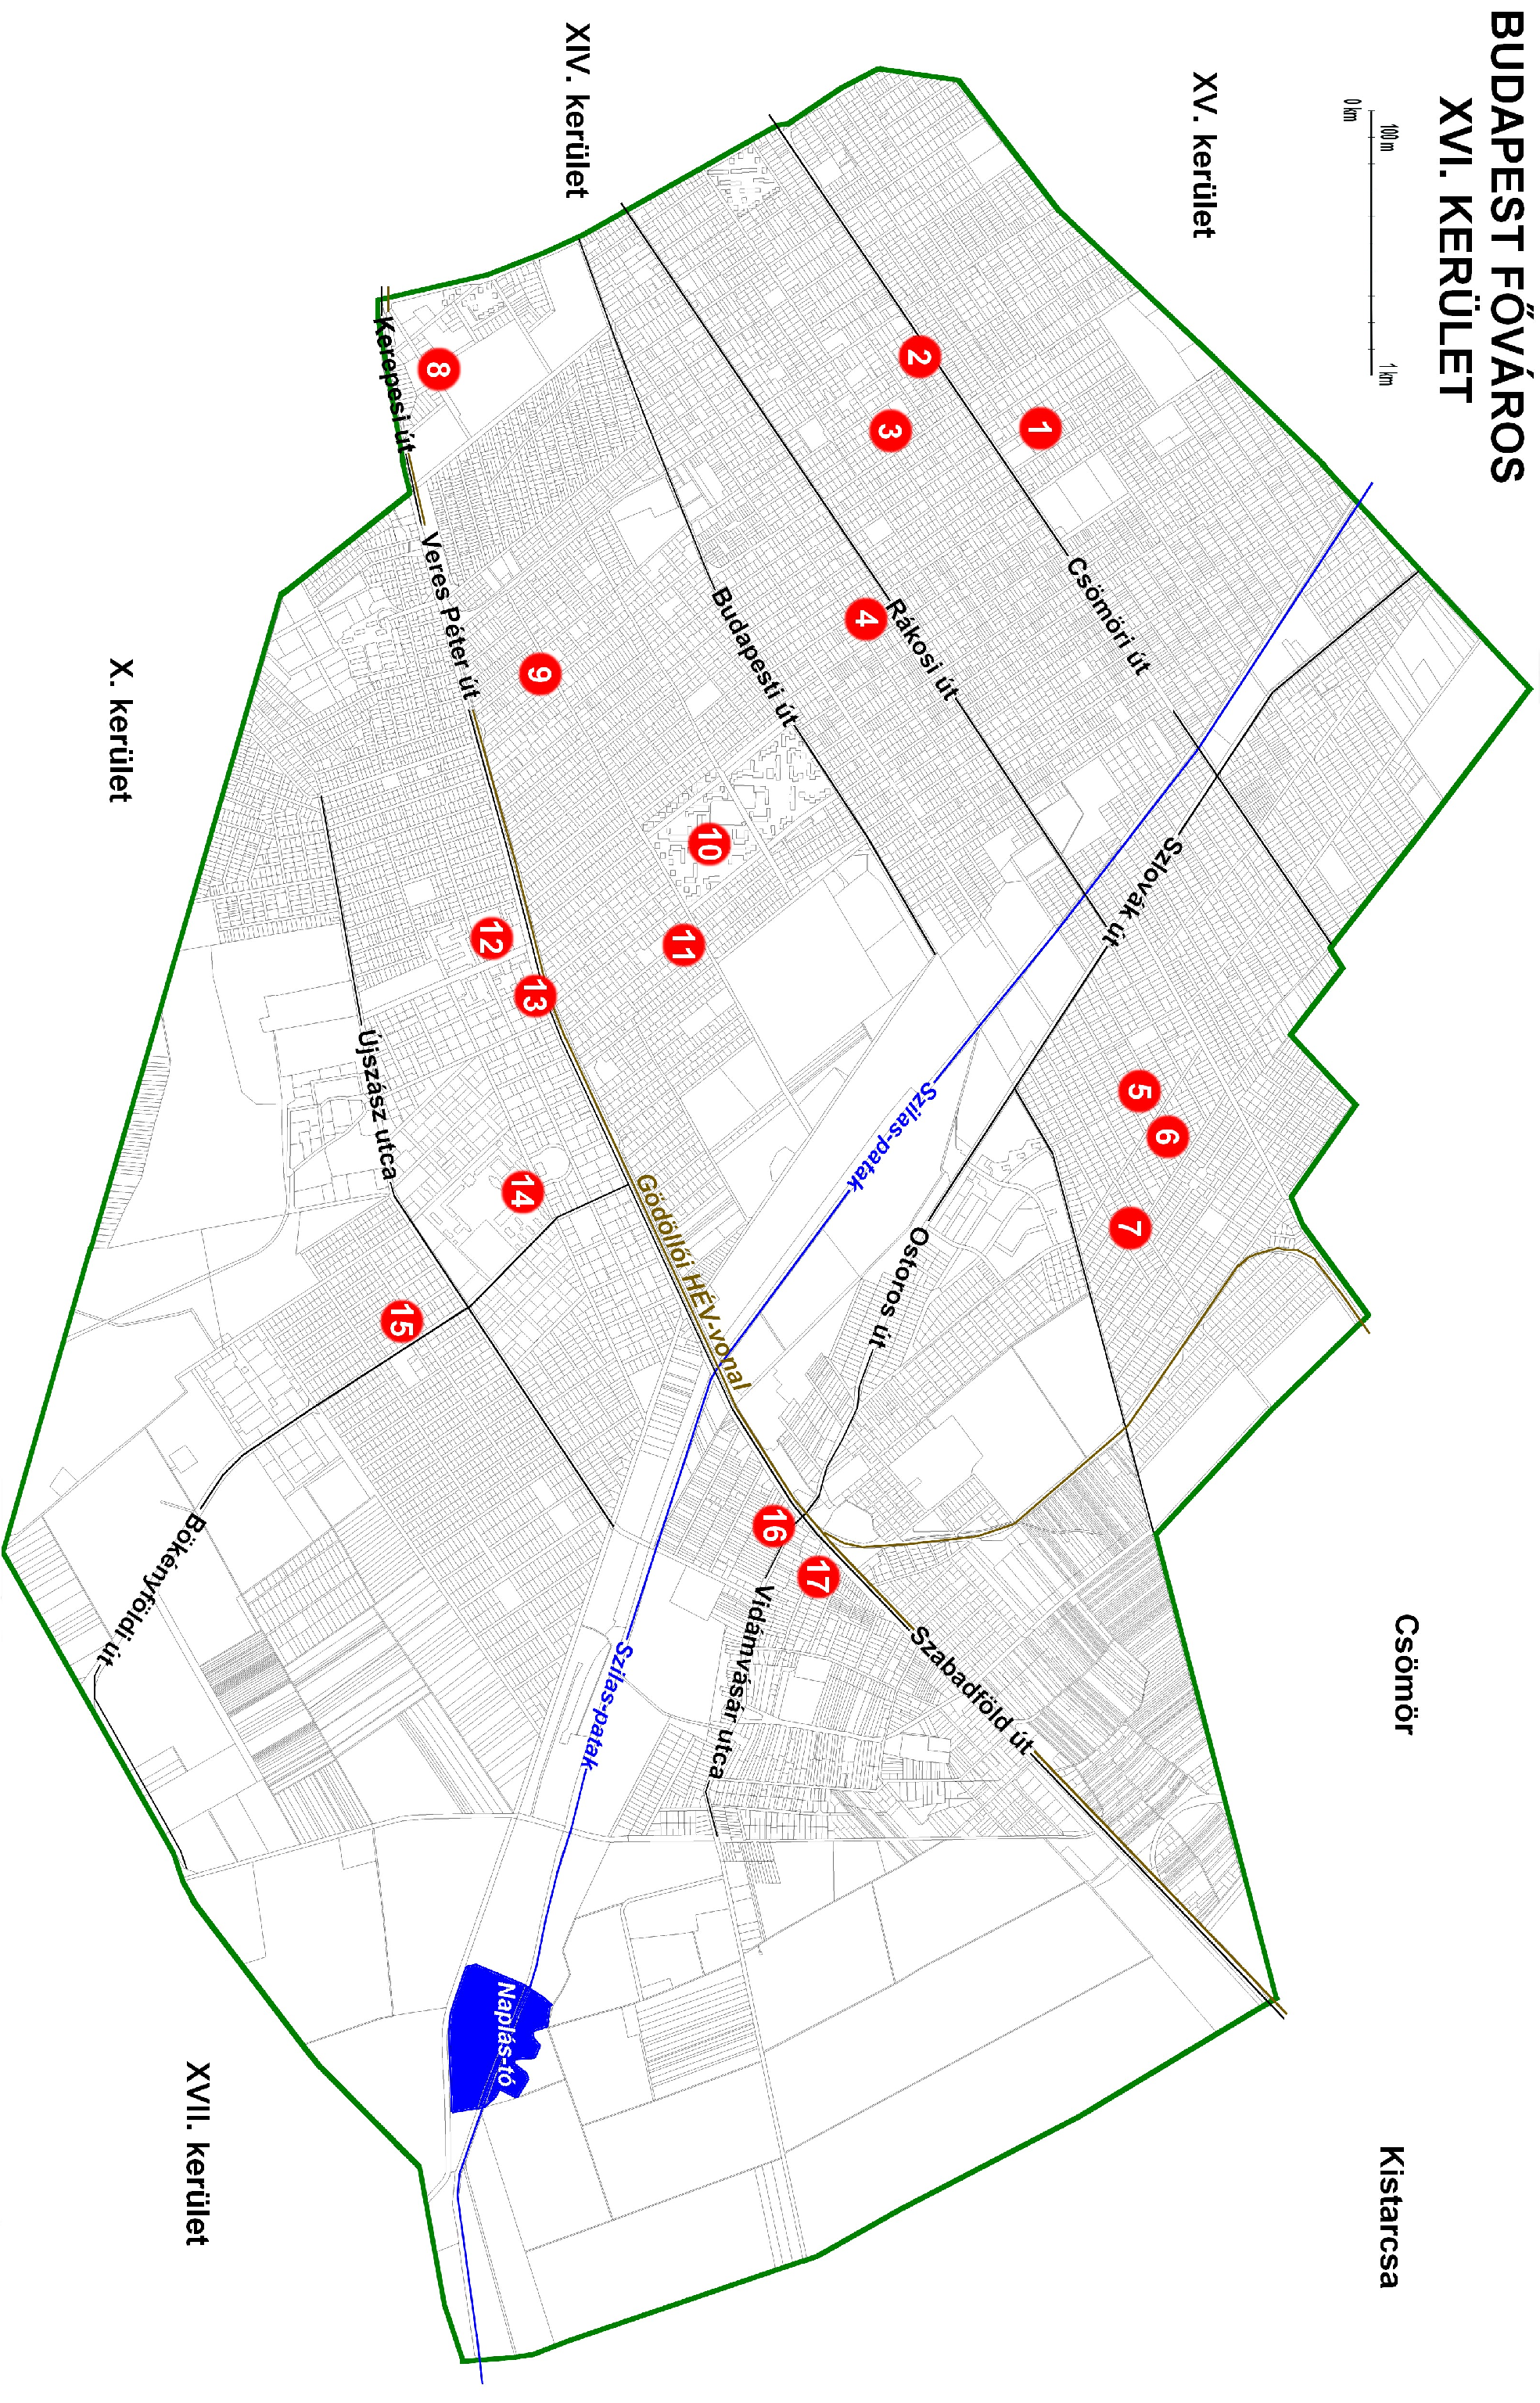 BUDAPEST FŐVÁROS
XVI. KERÜLET
100 m
1 km
0 km
XV. kerület
XIV. kerület
X. kerület
XVII. kerület
Csömör
Kistarcsa
Csömöri út
Rákosi út
Budapesti út
Szlovák út
Kerepesi út
Veres Péter út
Újszász utca
Szilas-patak
Ostoros út
Gödöllői HÉV-vonal
Bökényföldi út
Vidámvásár utca
Szabadföld út
Szilas-patak
Naplás-tó
1
2
3
4
5
6
7
8
9
10
11
12
13
14
15
16
17